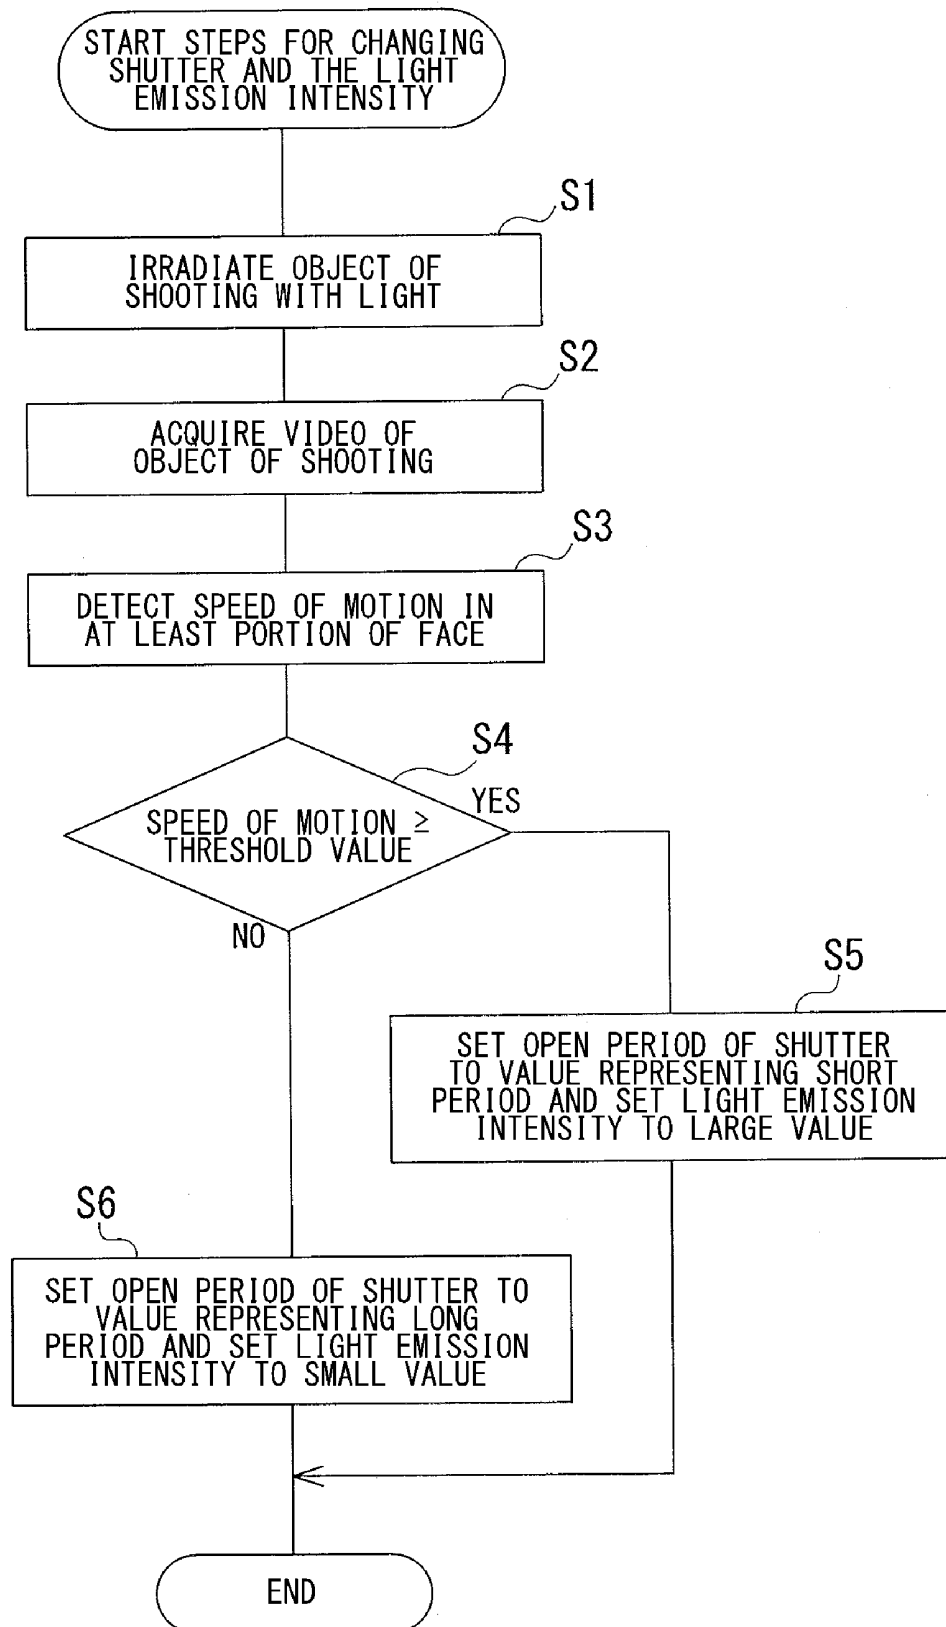 START STEPS FOR CHANGING
SHUTTER AND THE LIGHT
EMISSION INTENSITY
S1
IRRADIATE OBJECT OF
SHOOTING WITH LIGHT
S2
ACQUIRE VIDEO OF
OBJECT OF SHOOTING
S3
DETECT SPEED OF MOTION IN
AT LEAST PORTION OF FACE
S4
YES
SPEED OF MOTION ≥
THRESHOLD VALUE
NO
S5
SET OPEN PERIOD OF SHUTTER
TO VALUE REPRESENTING SHORT
PERIOD AND SET LIGHT EMISSION
INTENSITY TO LARGE VALUE
S6
SET OPEN PERIOD OF SHUTTER TO
VALUE REPRESENTING LONG
PERIOD AND SET LIGHT EMISSION
INTENSITY TO SMALL VALUE
END